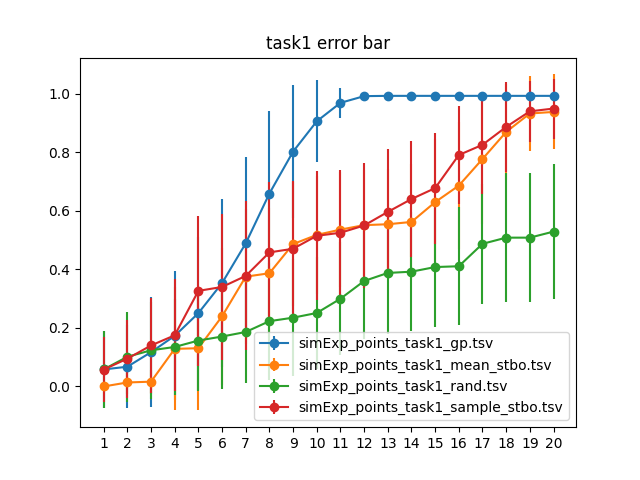 task1 error bar
1.0
0.8
0.6
0.4
0.2
0.0
simExp_points_task1_gp.tsv
simExp_points_task1_mean_stbo.tsv
simExp_points_task1_rand.tsv
simExp_points_task1_sample_stbo.tsv
1 2 3 4 5 6 7 8 9 10 11 12 13 14 15 16 17 18 19 20